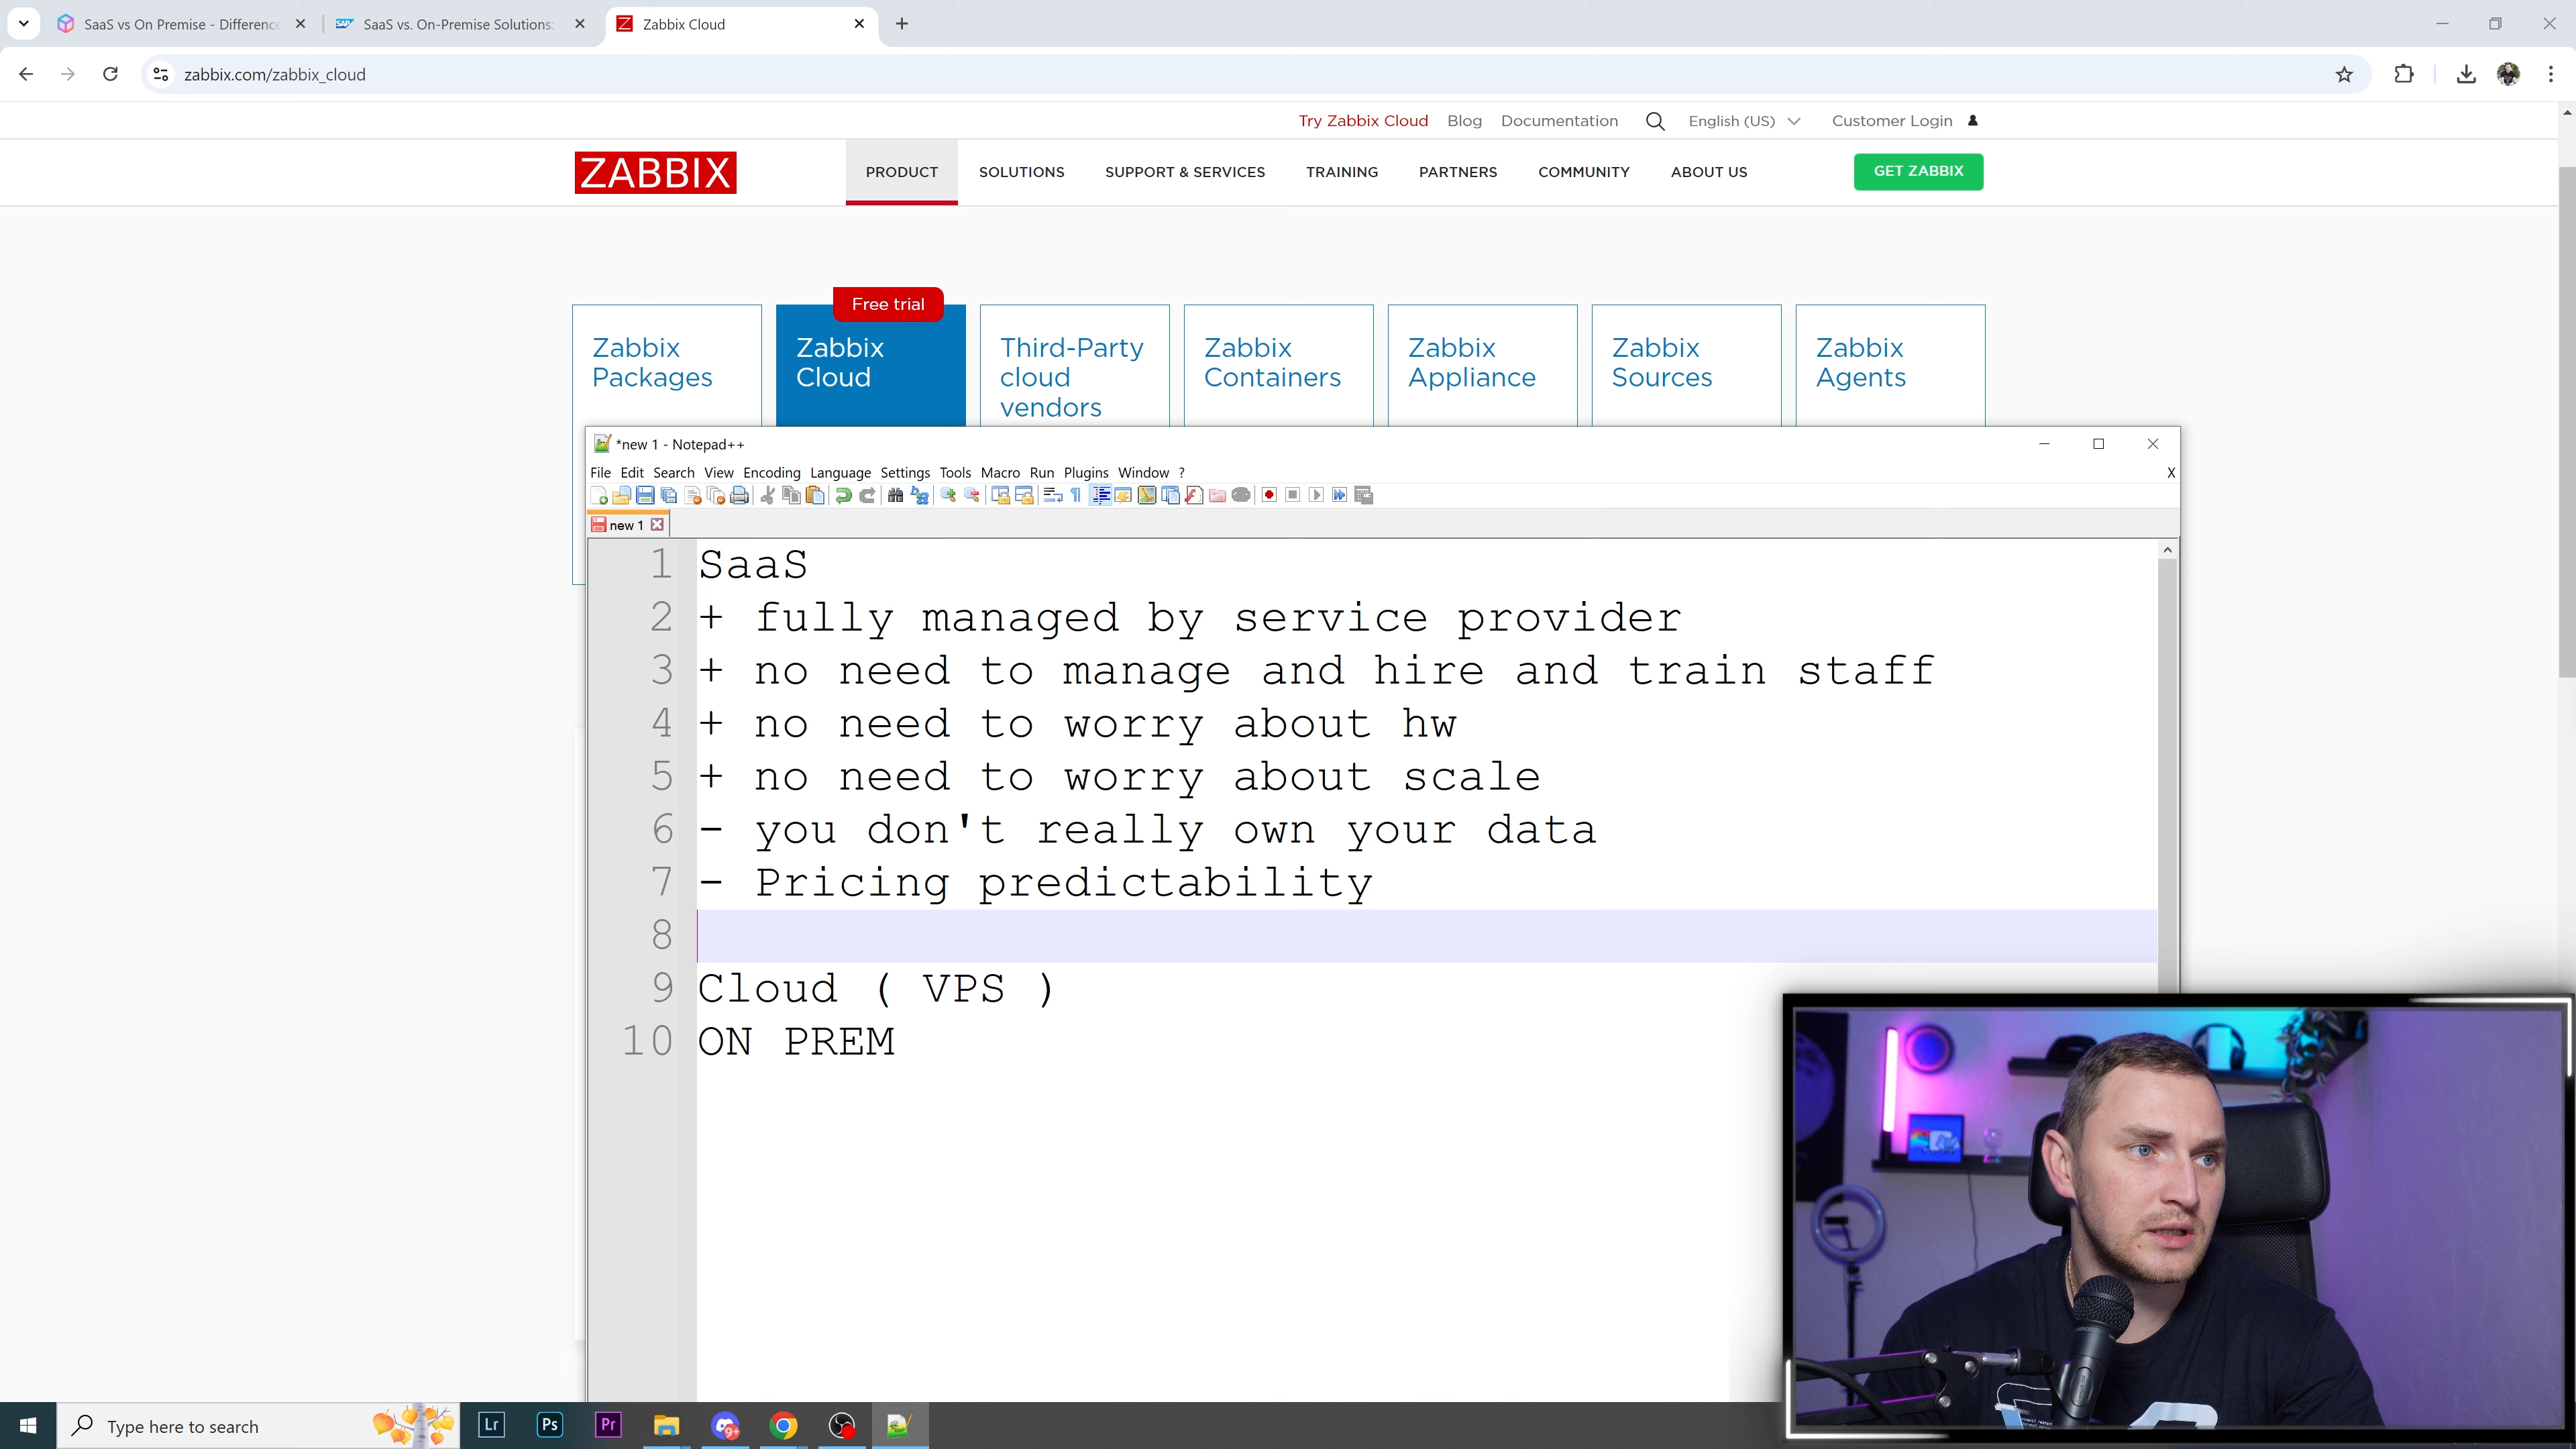 SaaS vs On Premise - Difference
SAP
SaaS vs. On-Premise Solutions:
Zabbix Cloud
zabbix.com/zabbix_cloud
Try Zabbix Cloud
Blog
Documentation
English (US)
Customer Login
ZABBIX
PRODUCT
SOLUTIONS
SUPPORT & SERVICES
TRAINING
PARTNERS
COMMUNITY
ABOUT US
GET ZABBIX
Free trial
Zabbix
Packages
Zabbix
Cloud
Third-Party
cloud
vendors
Zabbix
Containers
Zabbix
Appliance
Zabbix
Sources
Zabbix
Agents
*new 1 - Notepad++
File Edit Search View Encoding Language Settings Tools Macro Run Plugins Window ?
X
new 1
1 SaaS
2 + fully managed by service provider
3 + no need to manage and hire and train staff
4 + no need to worry about hw
5 + no need to worry about scale
6 - you don't really own your data
7 - Pricing predictability
8
9 Cloud ( VPS )
10 ON PREM
Type here to search
Lr
Ps
Pr
9+